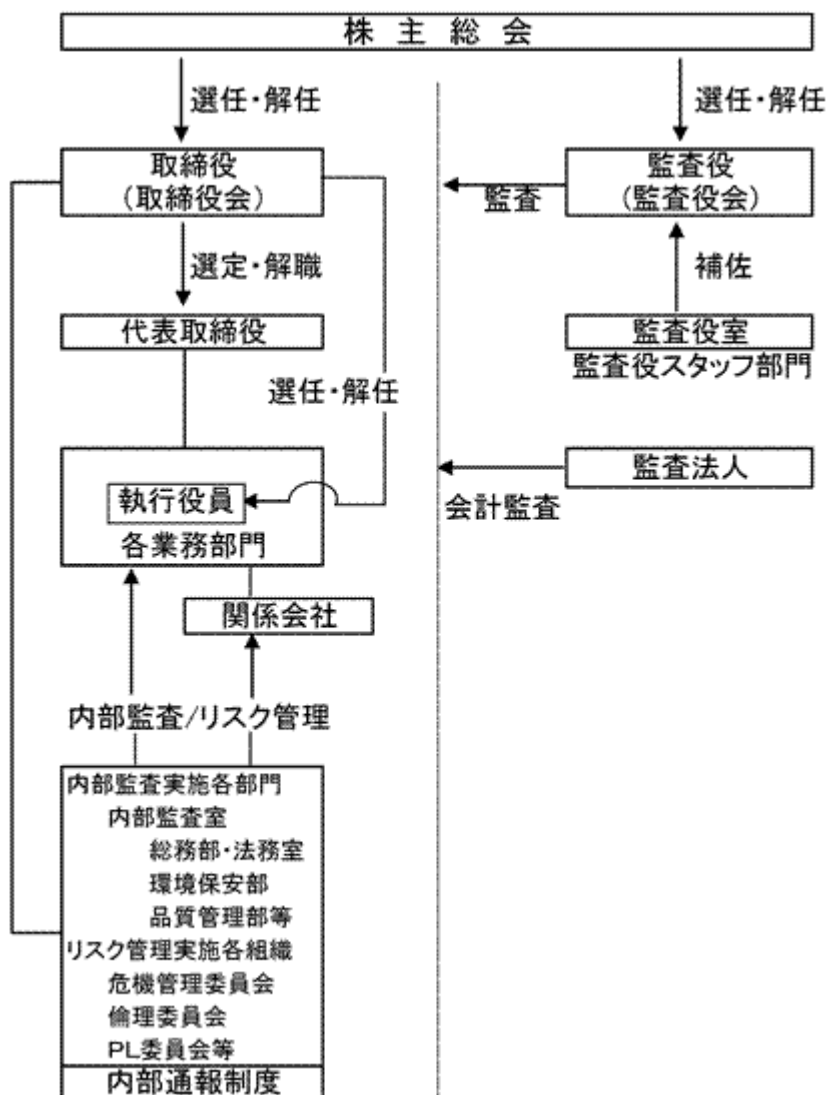 株主総会
選任・解任
選任・解任
取締役
(取締役会)
監査
監査役
(監査役会)
選定・解職
補佐
代表取締役
監査役室
監査役スタッフ部門
選任・解任
監査法人
会計監査
執行役員
各業務部門
関係会社
内部監査/リスク管理
内部監査実施各部門
内部監査室
総務部・法務室
環境保安部
品質管理部等
リスク管理実施各組織
危機管理委員会
倫理委員会
PL委員会等
内部通報制度